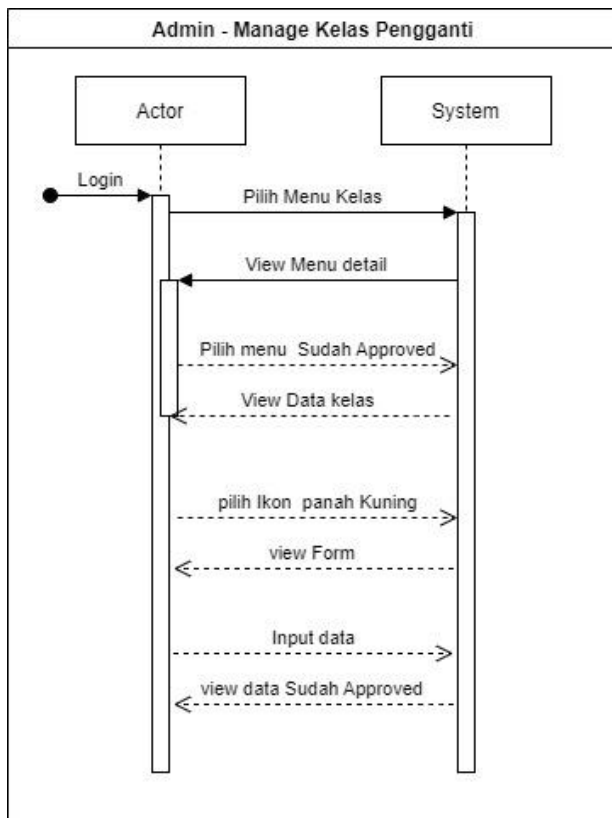 Admin - Manage Kelas Pengganti
Actor
System
Login
Pilih Menu Kelas
View Menu detail
Pilih menu Sudah Approved
View Data kelas
pilih Ikon panah Kuning
view Form
Input data
view data Sudah Approved